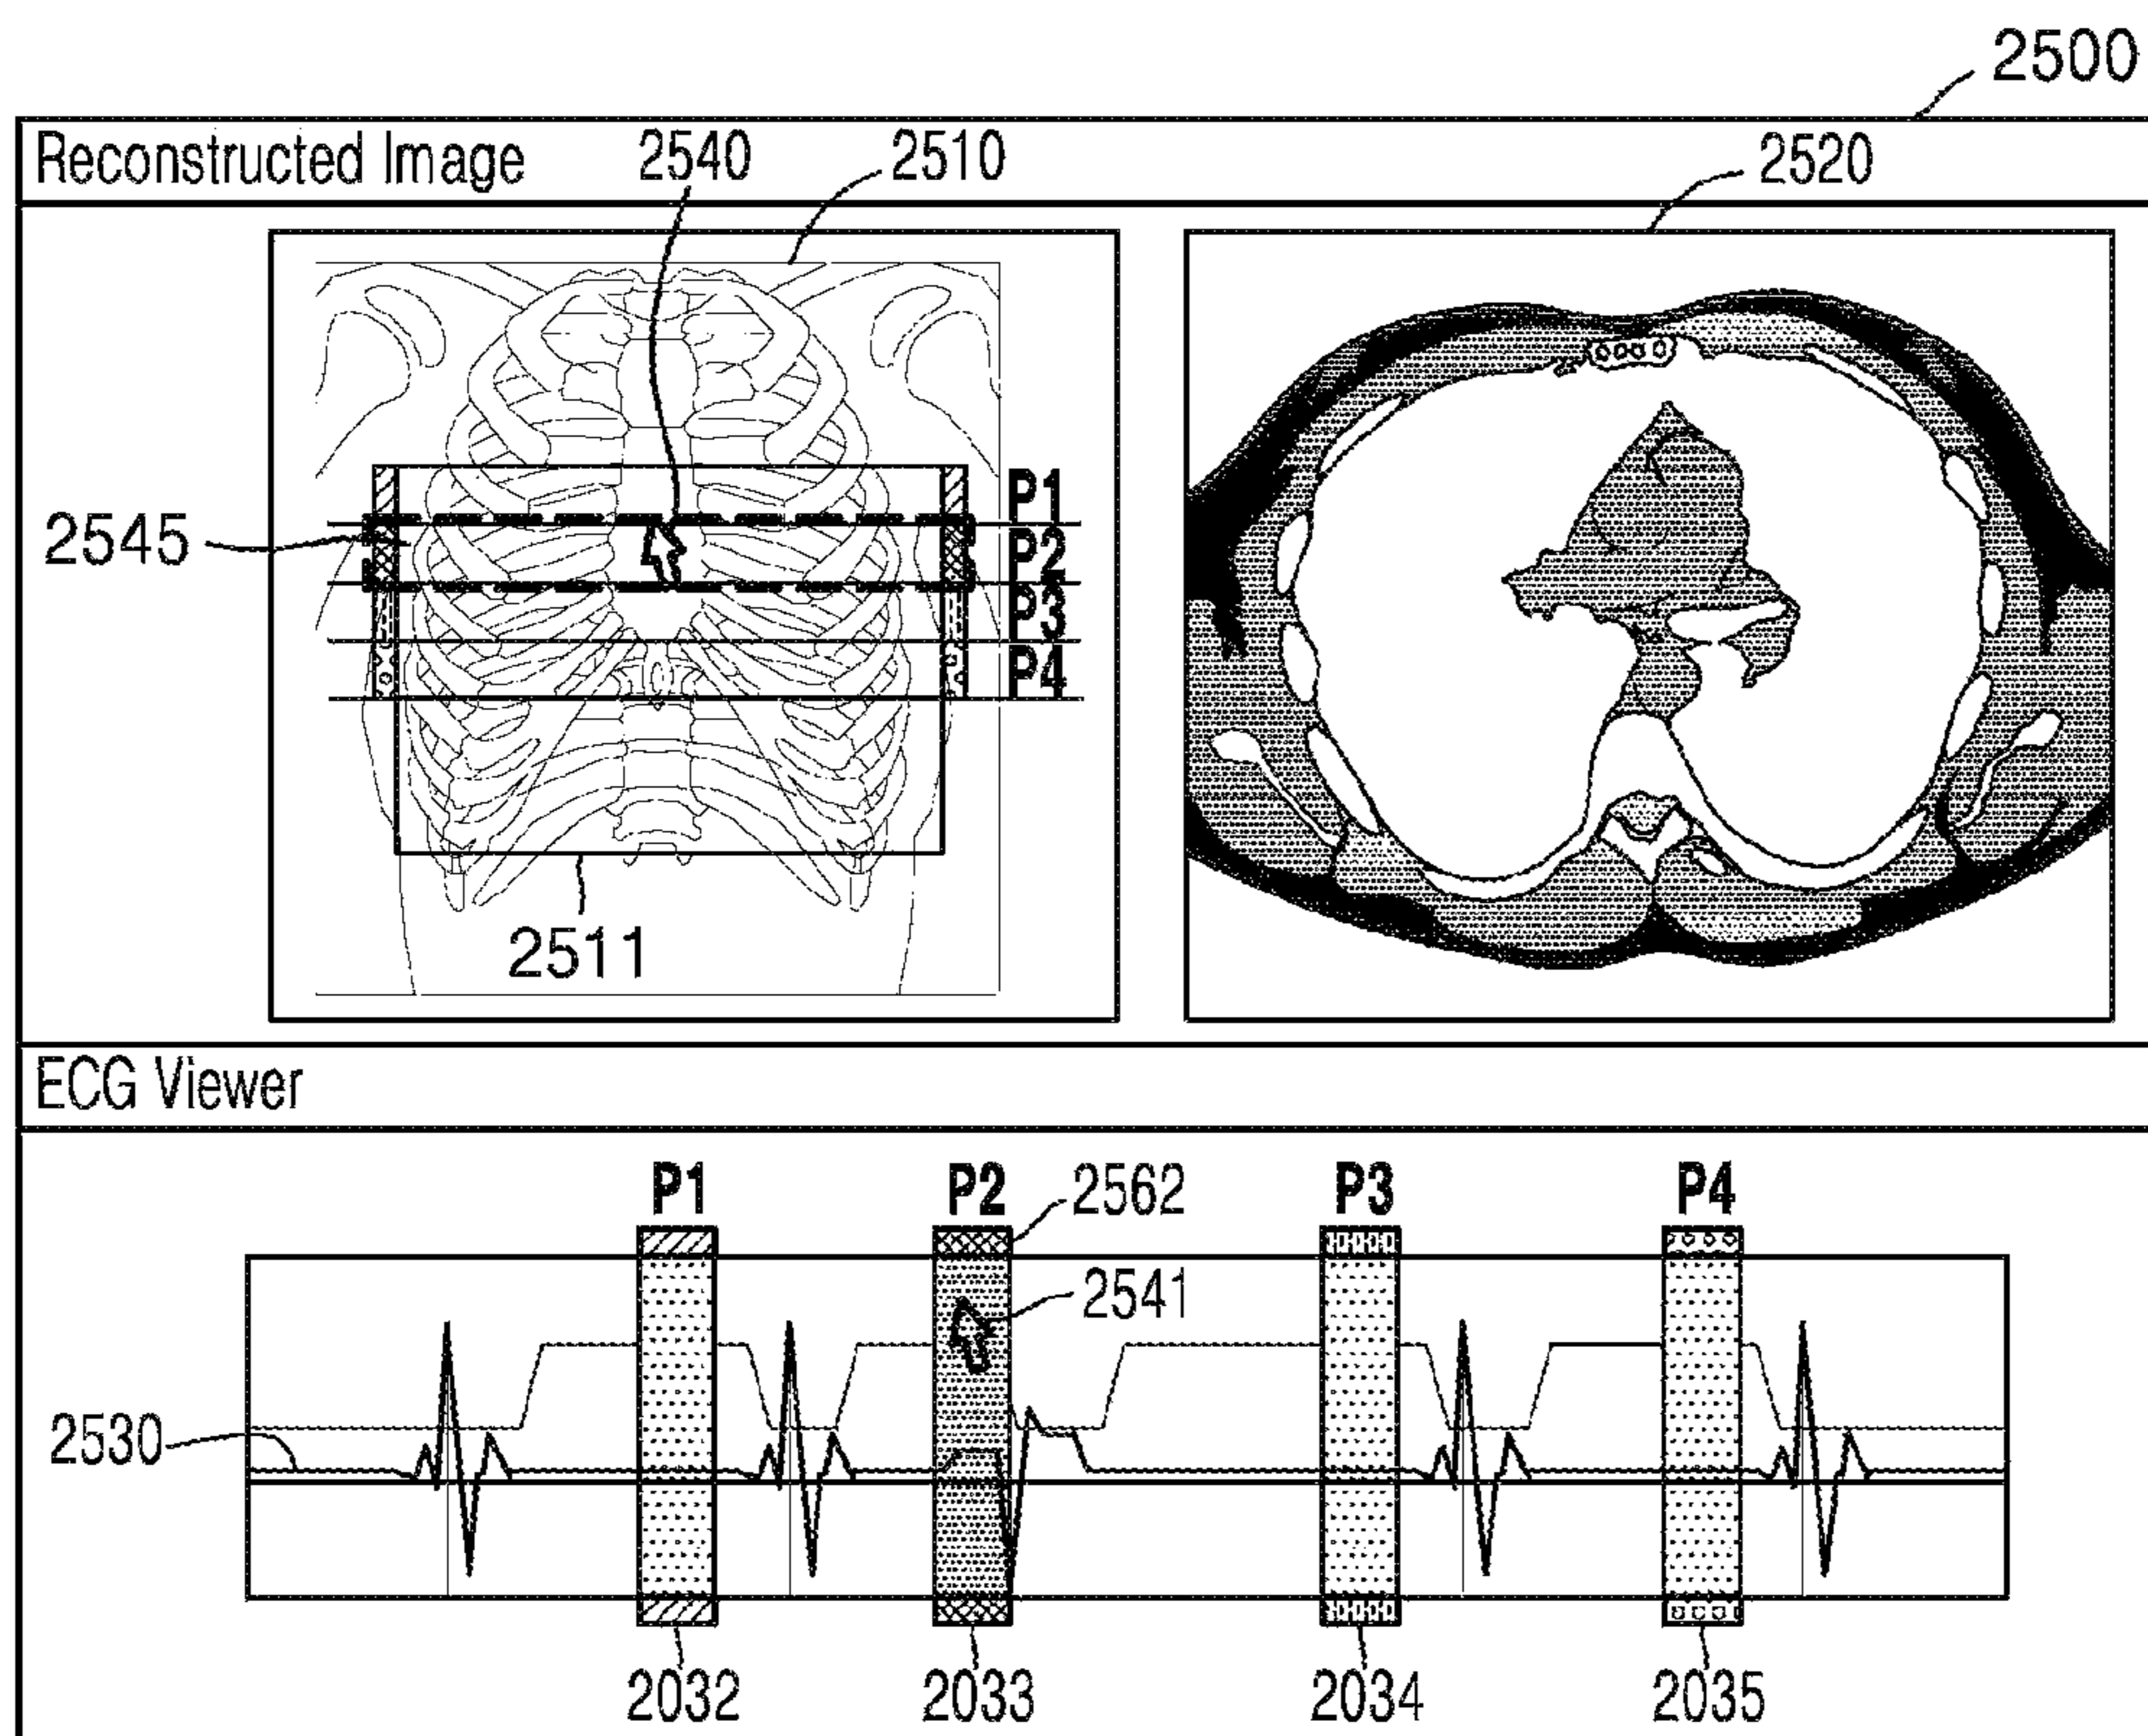 2500
Reconstructed Image
2540
2510
2520
P1
2545
P2
P3
P4
2511
ECG Viewer
P1
P2
2562
P3
P4
2541
2530
2032
2033
2034
2035